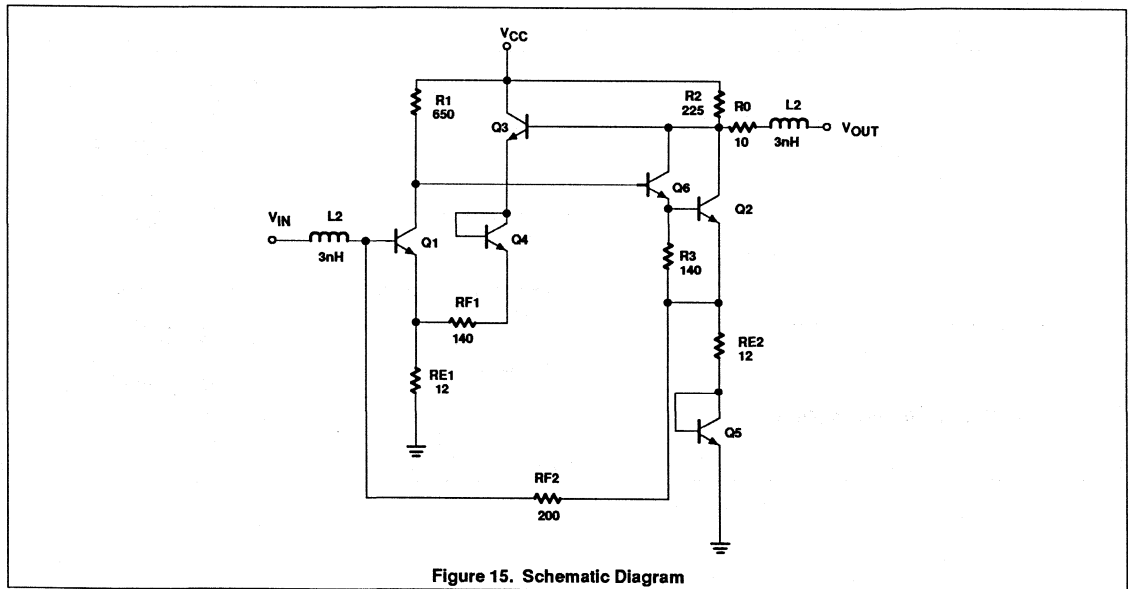 VCC
R1
650
R2
225
R0
10
L2
3nH
VOUT
Q3
Q6
Q2
VIN
L2
3nH
Q1
Q4
R3
140
RF1
140
RE1
12
RE2
12
Q5
RF2
200
Figure 15. Schematic Diagram